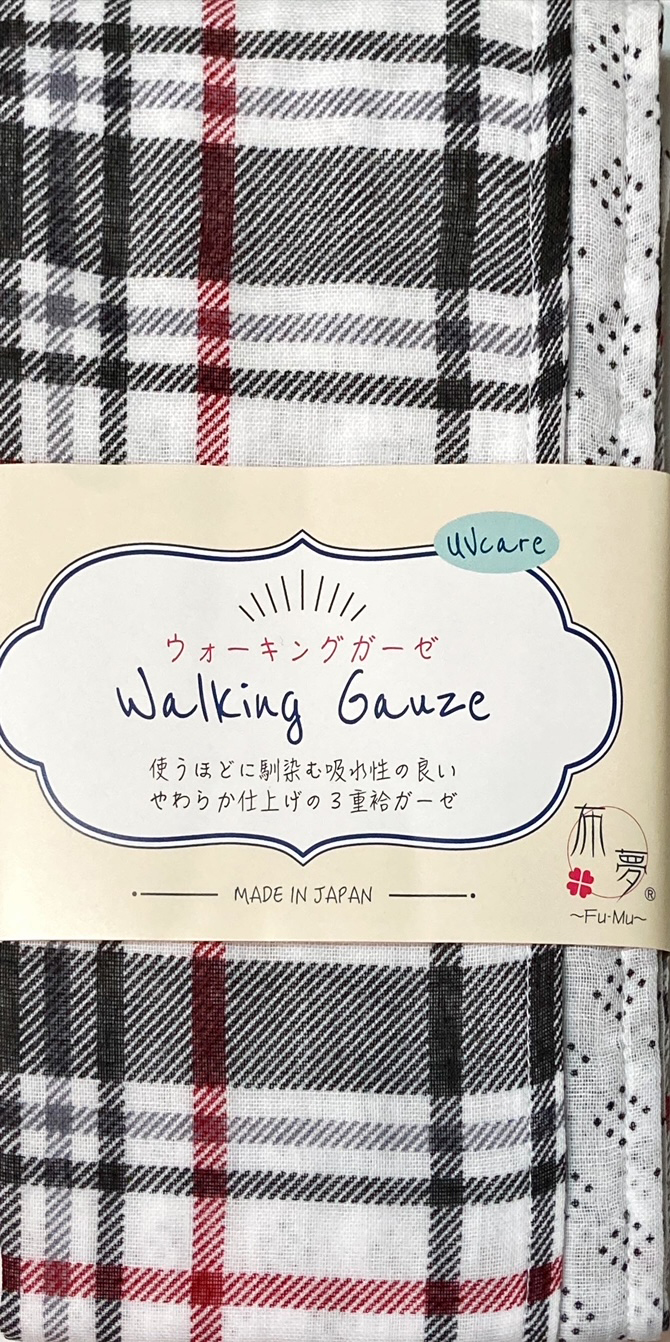 UVcare
ウォーキングガーゼ
Walking Gauze
使うほどに馴染む吸水性の良い
やわらか仕上げの3重袷ガーゼ
布
夢
®
~Fu-Mu~
MADE IN JAPAN